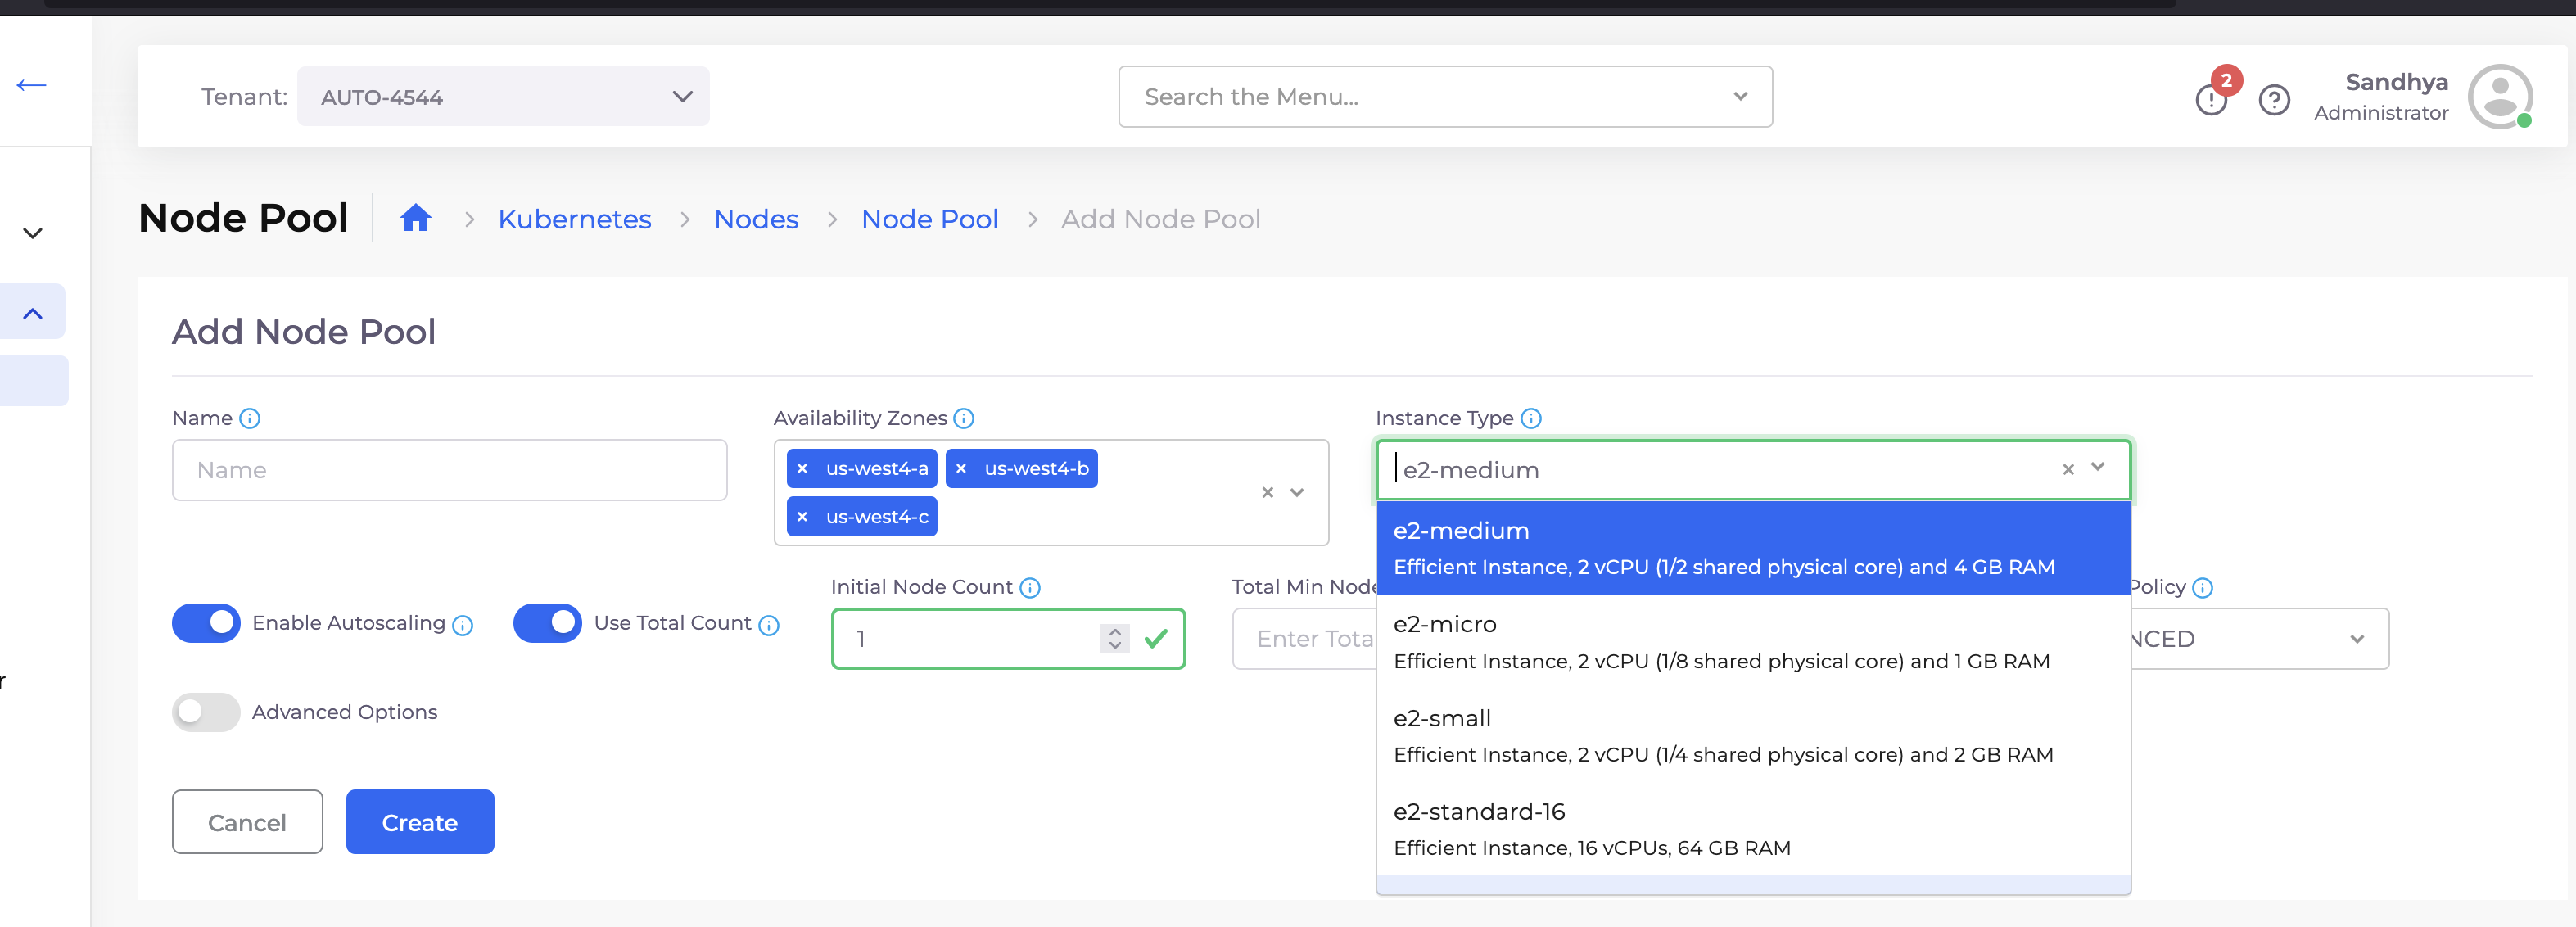 Tenant: AUTO-4544
Search the Menu...
2
Sandhya
Administrator
Node Pool
Kubernetes > Nodes > Node Pool > Add Node Pool
Add Node Pool
Name
Name
Availability Zones
× us-west4-a × us-west4-b
× us-west4-c
Instance Type
e2-medium
e2-medium
Efficient Instance, 2 vCPU (1/2 shared physical core) and 4 GB RAM
e2-micro
Efficient Instance, 2 vCPU (1/8 shared physical core) and 1 GB RAM
e2-small
Efficient Instance, 2 vCPU (1/4 shared physical core) and 2 GB RAM
e2-standard-16
Efficient Instance, 16 vCPUs, 64 GB RAM
Enable Autoscaling
Use Total Count
Initial Node Count
1
Total Min Node
Enter Tota
Policy
NCED
r
Advanced Options
Cancel
Create